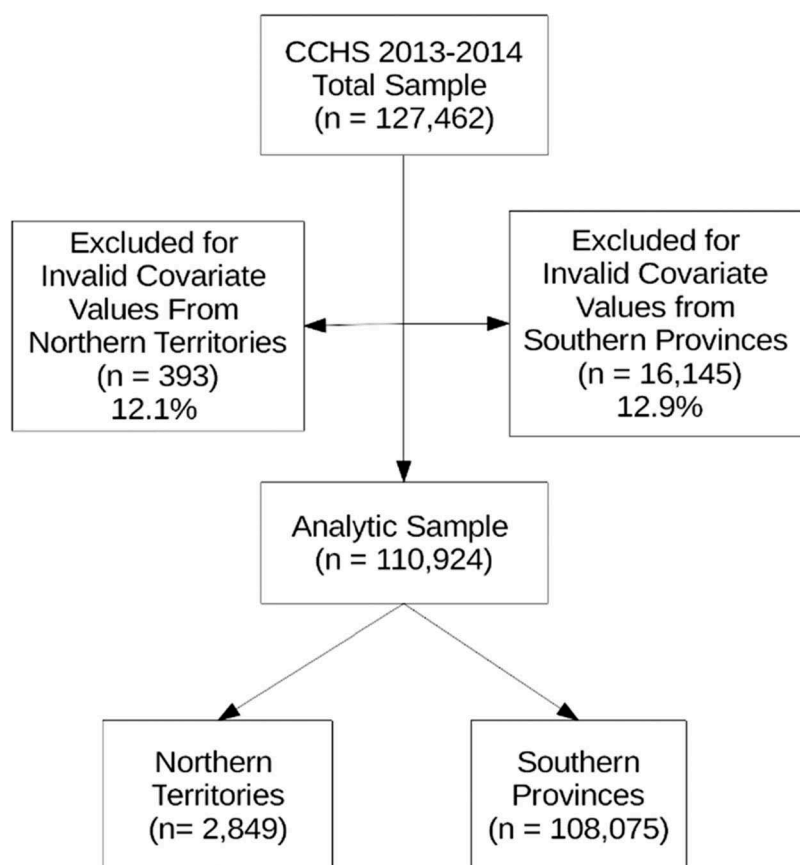 CCHS 2013-2014
Total Sample
(n = 127,462)
Excluded for
Invalid Covariate
Values From
Northern Territories
(n = 393)
12.1%
Excluded for
Invalid Covariate
Values from
Southern Provinces
(n = 16,145)
12.9%
Analytic Sample
(n = 110,924)
Northern
Territories
(n= 2,849)
Southern
Provinces
(n = 108,075)